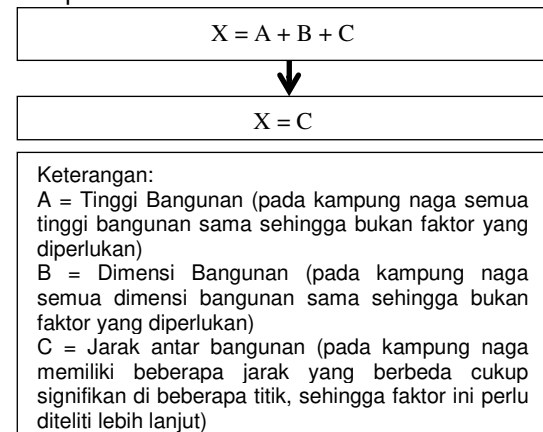 X = A + B + C
X = C
Keterangan:
A = Tinggi Bangunan (pada kampung naga semua
tinggi bangunan sama sehingga bukan faktor yang
diperlukan)
B = Dimensi Bangunan (pada kampung naga
semua dimensi bangunan sama sehingga bukan
faktor yang diperlukan)
C = Jarak antar bangunan (pada kampung naga
memiliki beberapa jarak yang berbeda cukup
signifikan di beberapa titik, sehingga faktor ini perlu
diteliti lebih lanjut)